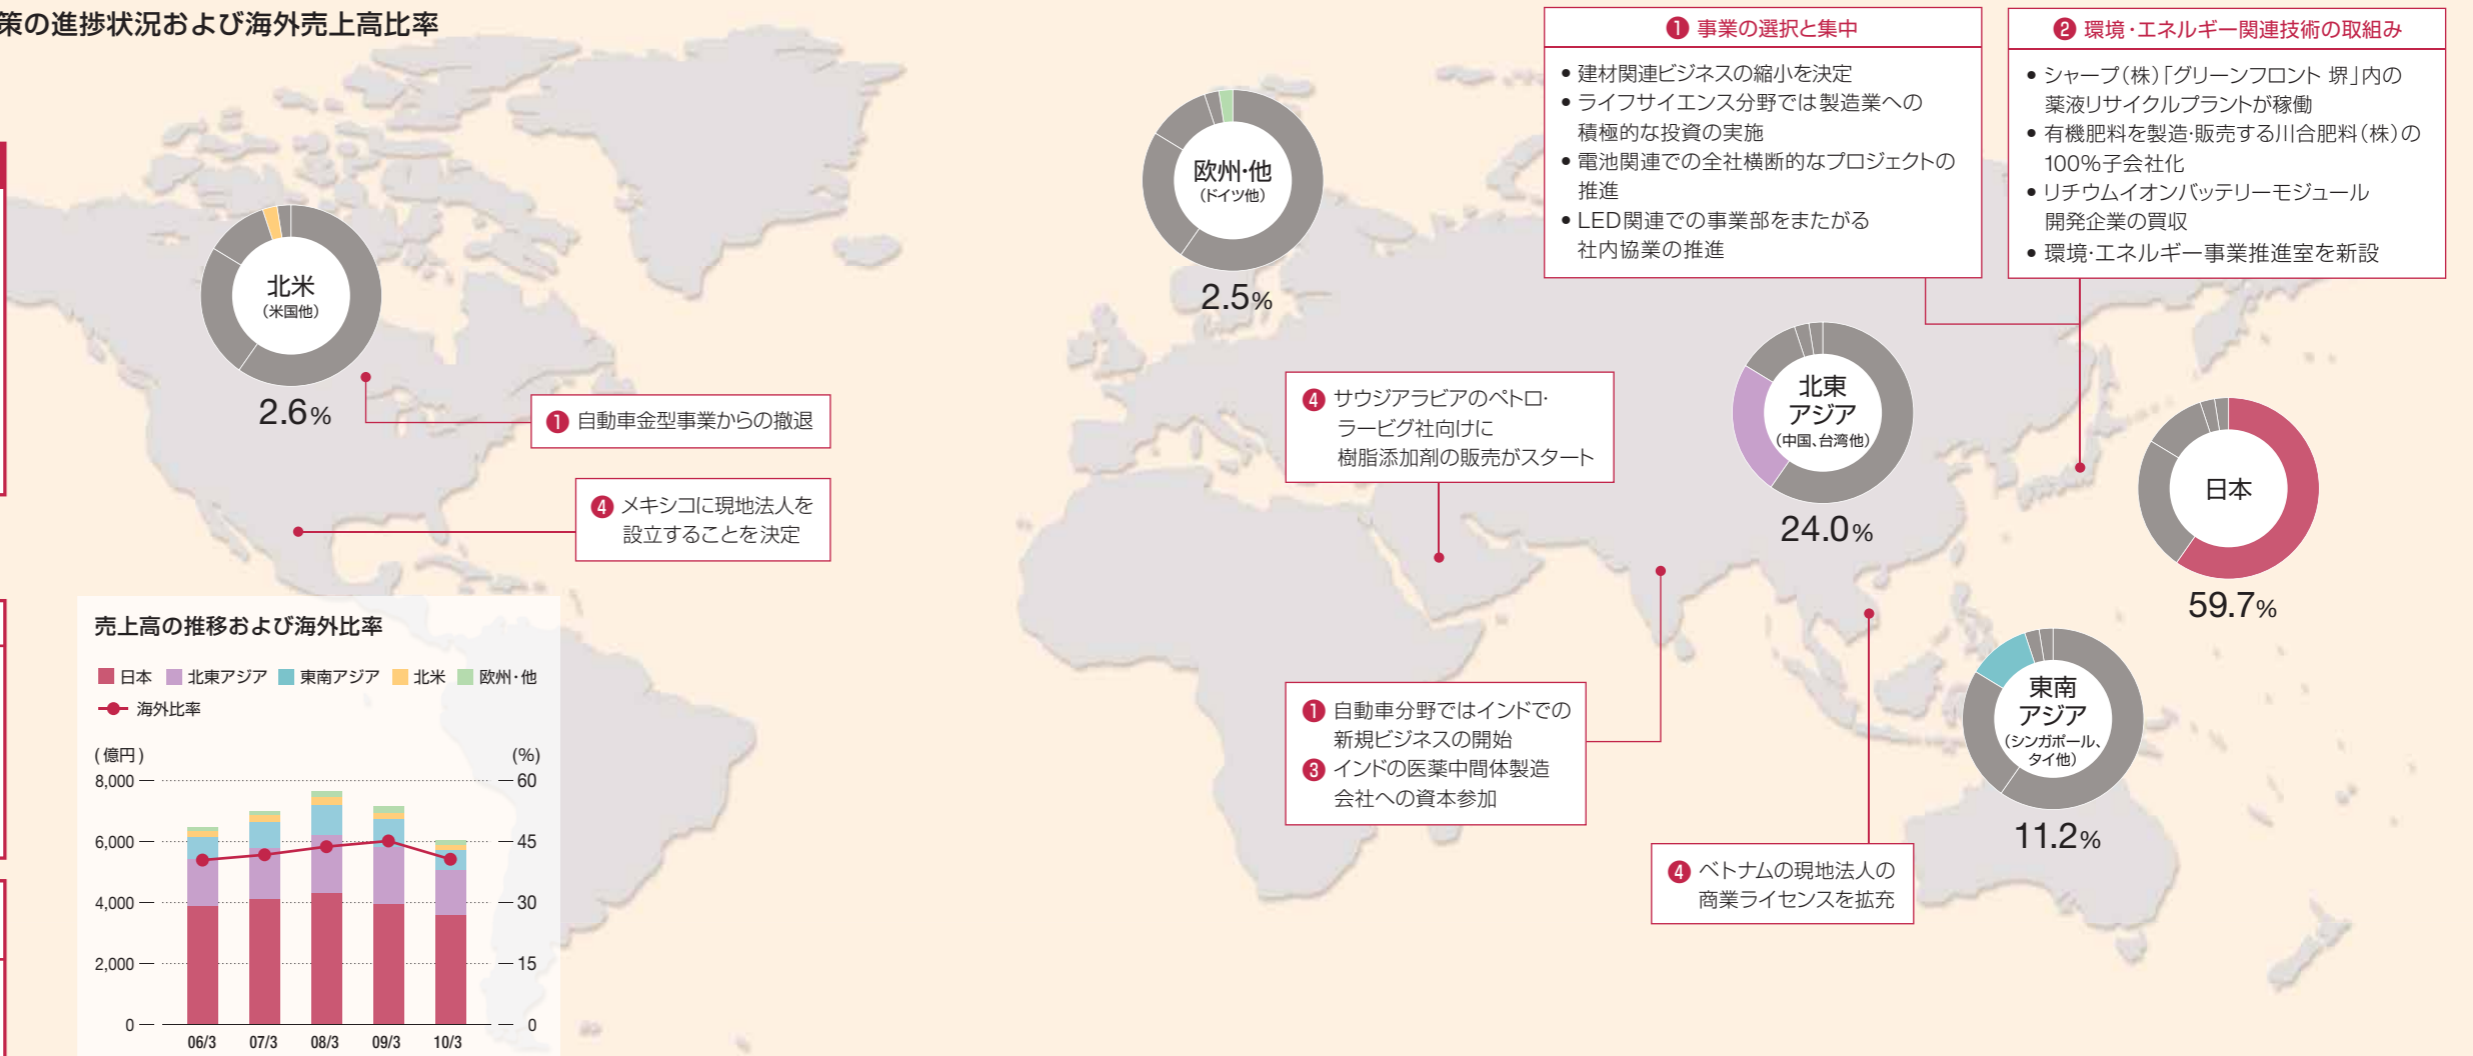 策の進捗状況および海外売上高比率
❶ 事業の選択と集中
• 建材関連ビジネスの縮小を決定
• ライフサイエンス分野では製造業への
積極的な投資の実施
• 電池関連での全社横断的なプロジェクトの
推進
• LED関連での事業部をまたがる
社内協業の推進
❷ 環境・エネルギー関連技術の取組み
• シャープ(株)「グリーンフロント 堺」内の
薬液リサイクルプラントが稼働
• 有機肥料を製造・販売する川合肥料(株)の
100%子会社化
• リチウムイオンバッテリーモジュール
開発企業の買収
• 環境・エネルギー事業推進室を新設
欧州・他
(ドイツ他)
2.5%
北米
(米国他)
2.6%
❶ 自動車金型事業からの撤退
❹ メキシコに現地法人を
設立することを決定
❹ サウジアラビアのペトロ・
ラービグ社向けに
樹脂添加剤の販売がスタート
北東
アジア
(中国、台湾他)
24.0%
日本
59.7%
❶ 自動車分野ではインドでの
新規ビジネスの開始
❸ インドの医薬中間体製造
会社への資本参加
東南
アジア
(シンガポール、
タイ他)
11.2%
❹ ベトナムの現地法人の
商業ライセンスを拡充
売上高の推移および海外比率
日本 北東アジア 東南アジア 北米 欧州・他
海外比率
(億円) (%)
8,000 60
6,000 45
4,000 30
2,000 15
0 0
06/3 07/3 08/3 09/3 10/3